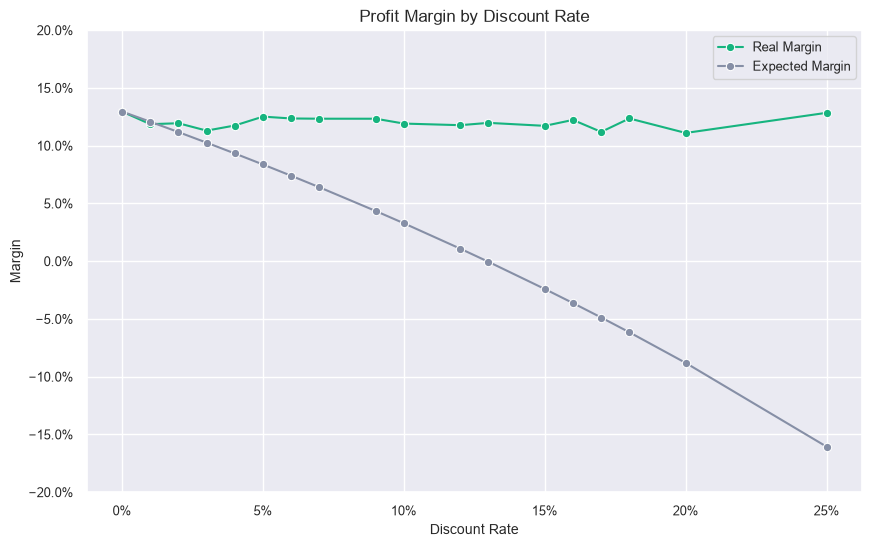 Profit Margin by Discount Rate
Real Margin
Expected Margin
20.0%
15.0%
10.0%
5.0%
0.0%
−5.0%
−10.0%
−15.0%
−20.0%
Margin
0% 5% 10% 15% 20% 25%
Discount Rate